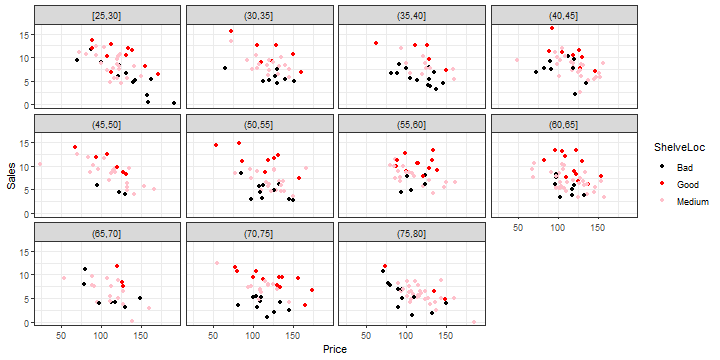 [25,30]
(30,35]
(35,40]
(40,45]
15
10
5
0
(45,50]
(50,55]
(55,60]
(60,65]
15
10
5
0
(65,70]
(70,75]
(75,80]
50 100 150
15
10
5
0
50 100 150
50 100 150
50 100 150
Sales
Price
ShelveLoc
Bad
Good
Medium